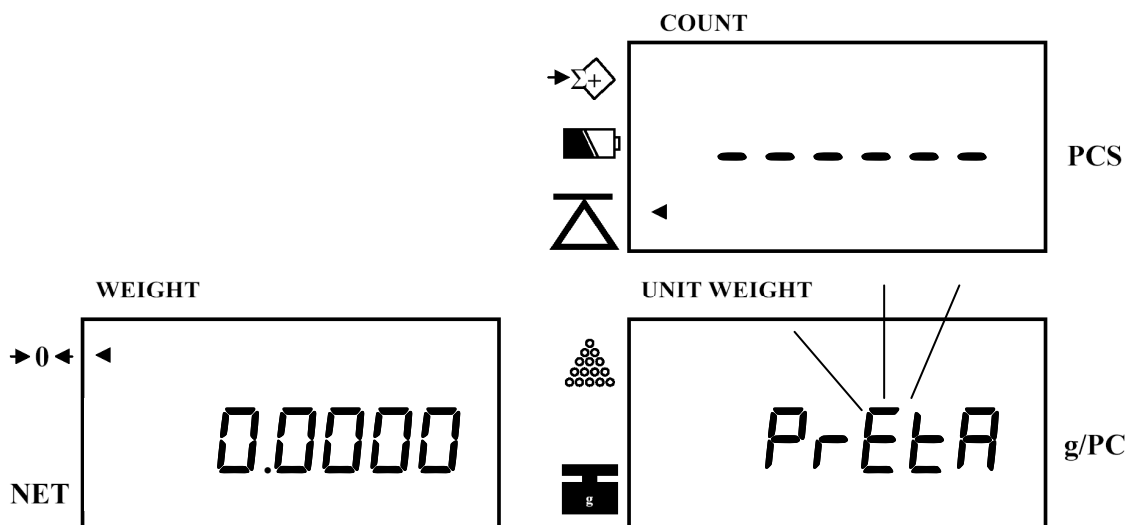 COUNT
Σ+
- - - - - -
PCS
WEIGHT
UNIT WEIGHT
0
0.0000
PrEtA
g/PC
NET
g